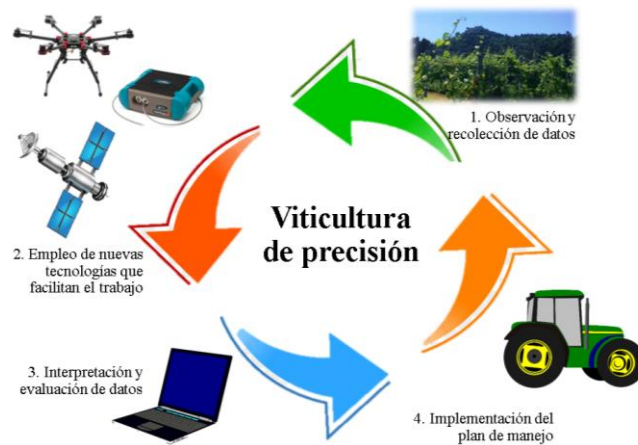 1. Observación y
recolección de datos
Viticultura
de precisión
2. Empleo de nuevas
tecnologías que
facilitan el trabajo
3. Interpretación y
evaluación de datos
4. Implementación del
plan de manejo